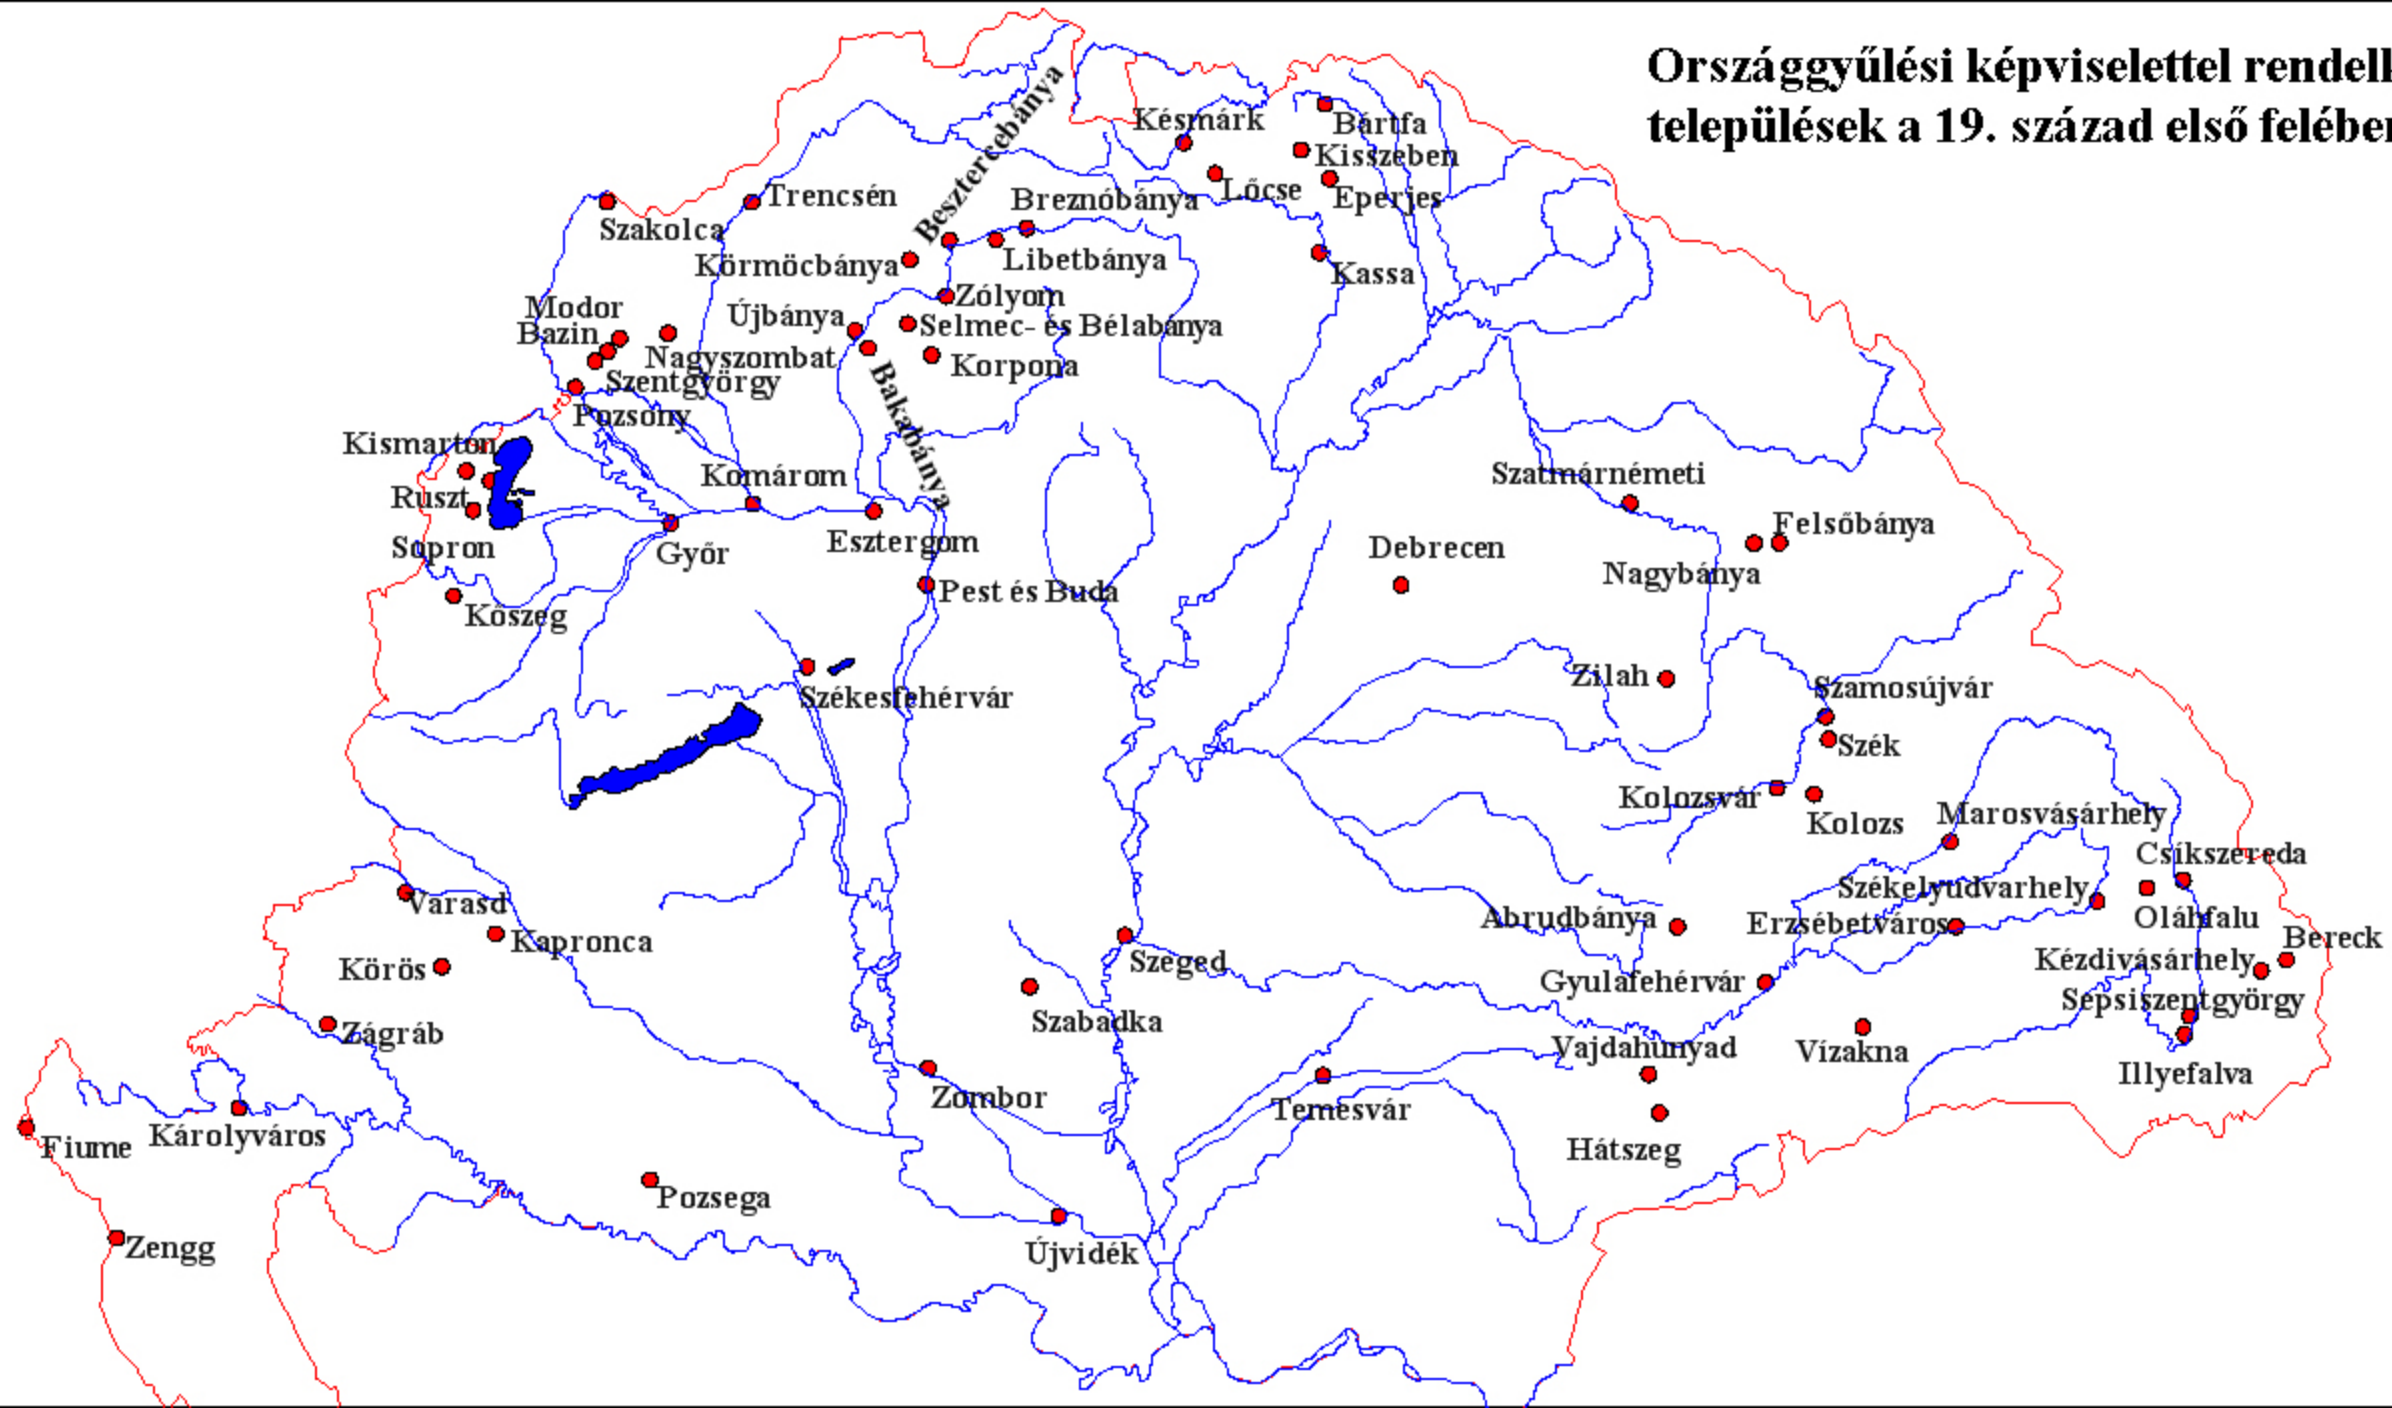 Országgyűlési képviselettel rendelk
települések a 19. század első felében
Besztercebánya
Késmárk
Bártfa
Kisszeben
Lőcse
Eperjes
Trencsén
Breznóbánya
Szakolca
Körmöcbánya
Libetbánya
Kassa
Zólyom
Modor
Újbánya
Selmec- és Bélabánya
Bazin
Nagyszombat
Korpona
Szentgyörgy
Pozsony
Bakabánya
Kismarton
Komárom
Szatmárnémeti
Ruszt
Felsőbánya
Sopron
Győr
Esztergom
Debrecen
Nagybánya
Pest és Buda
Kőszeg
Zilah
Szamosújvár
Székesfehérvár
Szék
Kolozsvár
Kolozs
Marosvásárhely
Csíkszereda
Székelyudvarhely
Varasd
Abrudbánya
Erzsébetváros
Oláhfalu
Bereck
Kapronca
Kézdivásárhely
Körös
Szeged
Gyulafehérvár
Sepsiszentgyörgy
Szabadka
Zágráb
Vajdahunyad
Vízakna
Illyefalva
Zombor
Temesvár
Károlyváros
Fiume
Hátszeg
Pozsega
Zengg
Újvidék